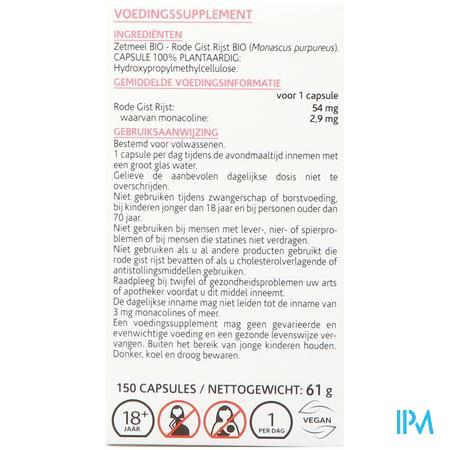 VOEDINGSSUPPLEMENT
INGREDIËNTEN
Zetmeel BIO - Rode Gist Rijst BIO (Monascus purpureus).
CAPSULE 100% PLANTAARDIG:
Hydroxypropylmethylcellulose.
GEMIDDELDE VOEDINGSINFORMATIE
voor 1 capsule
Rode Gist Rijst: 54 mg
waarvan monacoline: 2,9 mg
GEBRUIKSAANWIJZING
Bestemd voor volwassenen.
1 capsule per dag tijdens de avondmaaltijd innemen met
een groot glas water.
Gelieve de aanbevolen dagelijkse dosis niet te
overschrijden.
Niet gebruiken tijdens zwangerschap of borstvoeding,
bij kinderen jonger dan 18 jaar en bij personen ouder dan
70 jaar.
Niet gebruiken bij mensen met lever-, nier- of spierpro-
blemen of bij mensen die statines niet verdragen.
Niet gebruiken als u al andere producten gebruikt die
rode gist rijst bevatten of als u cholesterolverlagende of
antistollingsmiddelen gebruikt.
Raadpleeg bij twijfel of gezondheidsproblemen uw arts
of apotheker voordat u dit middel inneemt.
De dagelijkse inname mag niet leiden tot de inname van
3 mg monacolines of meer.
Een voedingssupplement mag geen gevarieerde en
evenwichtige voeding en een gezonde levenswijze ver-
vangen. Buiten het bereik van jonge kinderen houden.
Donker, koel en droog bewaren.
150 CAPSULES / NETTOGEWICHT: 61 g
18+
JAAR
1
PER DAG
VEGAN
IPM